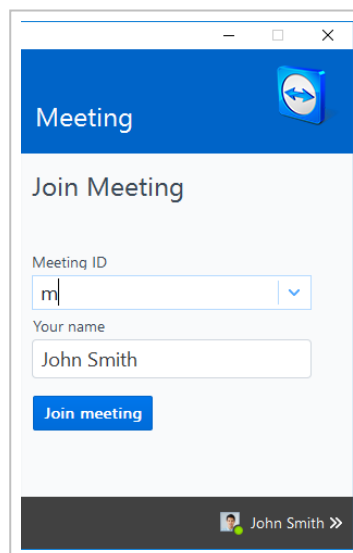 Meeting
Join Meeting
Meeting ID
m
Your name
John Smith
Join meeting
John Smith